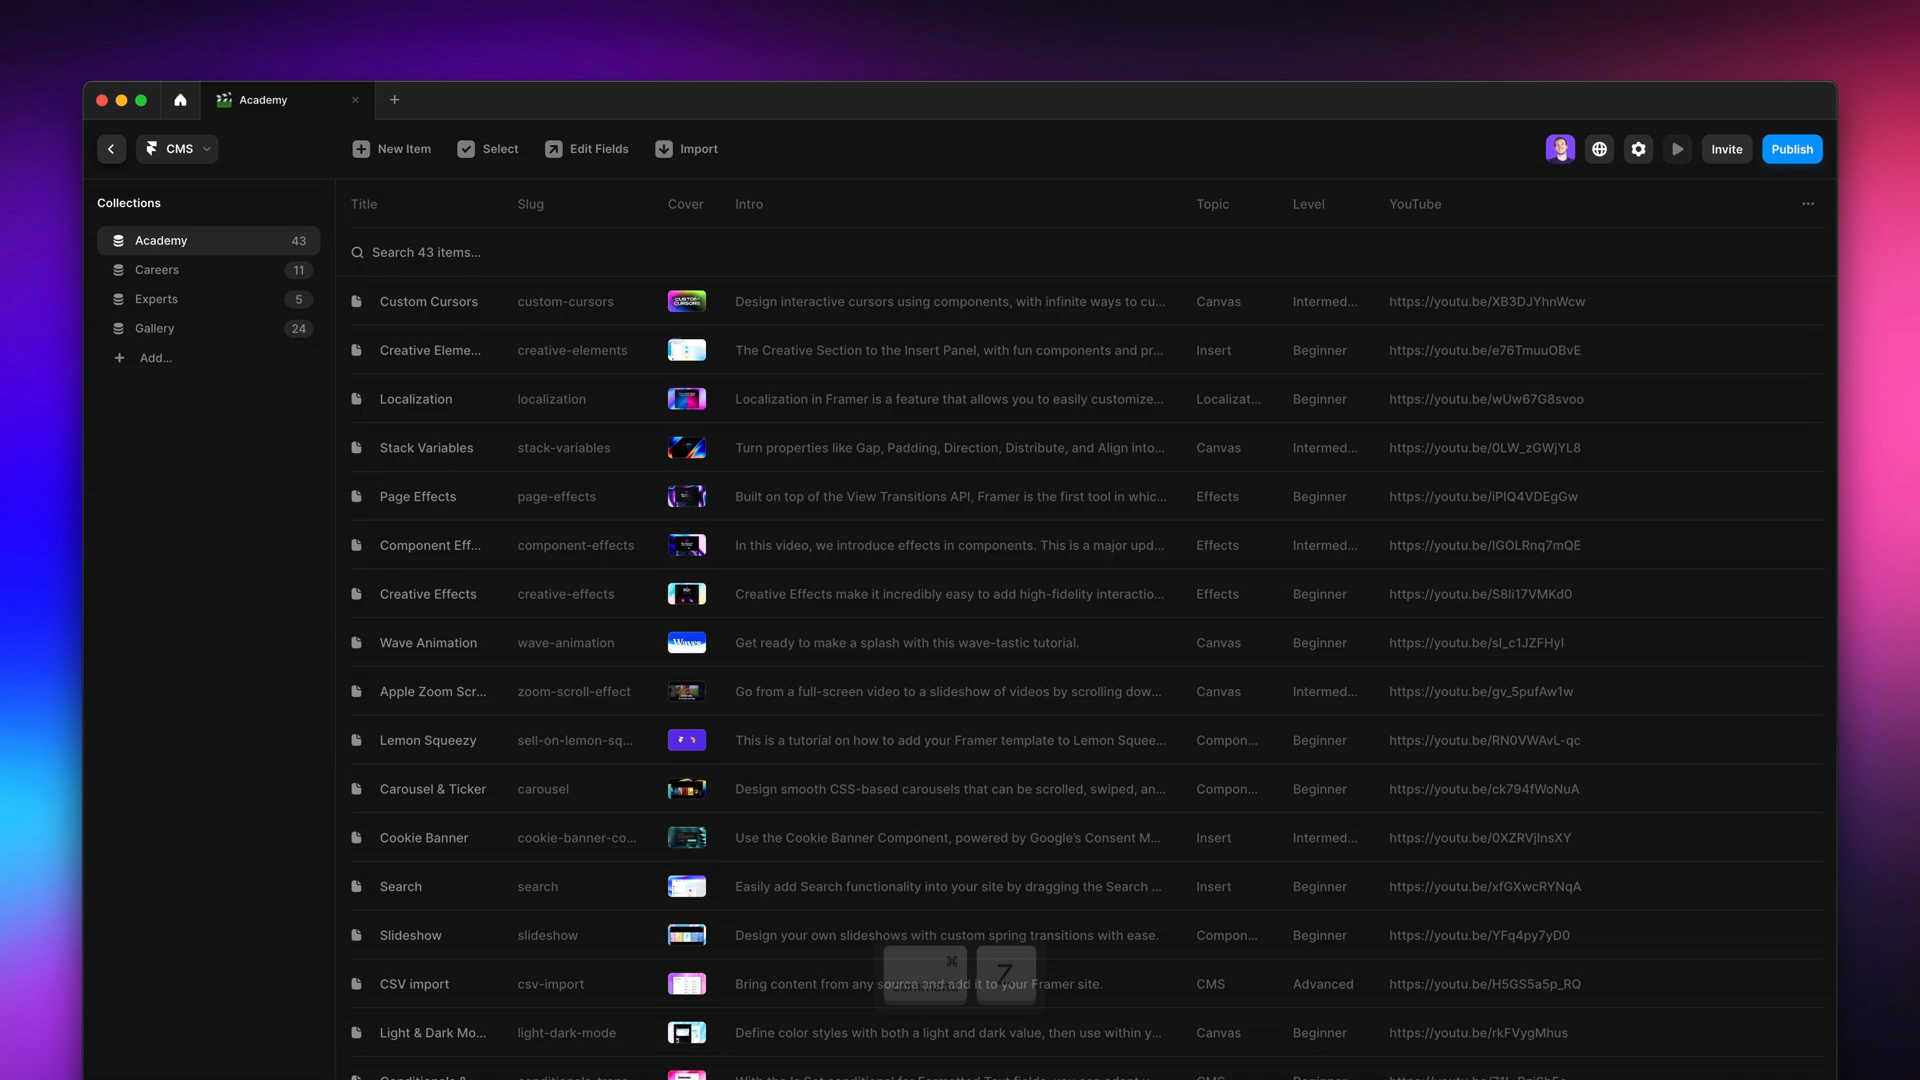 Academy
CMS
New Item
Select
Edit Fields
Import
Invite
Publish
Collections
Academy 43
Careers 11
Experts 5
Gallery 24
Add...
Title Slug Cover Intro Topic Level YouTube
Search 43 items...
Custom Cursors custom-cursors CUSTOM CURSORS Design interactive cursors using components, with infinite ways to cu... Canvas Intermed... https://youtu.be/XB3DJYhnWcw
Creative Eleme... creative-elements The Creative Section to the Insert Panel, with fun components and pr... Insert Beginner https://youtu.be/e76TmuuOBvE
Localization localization Localization in Framer is a feature that allows you to easily customize... Localizat... Beginner https://youtu.be/wUw67G8svoo
Stack Variables stack-variables Turn properties like Gap, Padding, Direction, Distribute, and Align into... Canvas Intermed... https://youtu.be/0LW_zGWjYL8
Page Effects page-effects Built on top of the View Transitions API, Framer is the first tool in whic... Effects Beginner https://youtu.be/iPIQ4VDEgGw
Component Eff... component-effects In this video, we introduce effects in components. This is a major upd... Effects Intermed... https://youtu.be/IGOLRnq7mQE
Creative Effects creative-effects Creative Effects make it incredibly easy to add high-fidelity interactio... Effects Beginner https://youtu.be/S8Ii17VMKd0
Wave Animation wave-animation Waves Get ready to make a splash with this wave-tastic tutorial. Canvas Beginner https://youtu.be/sI_c1JZFHyI
Apple Zoom Scr... zoom-scroll-effect Go from a full-screen video to a slideshow of videos by scrolling dow... Canvas Intermed... https://youtu.be/gv_5pufAw1w
Lemon Squeezy sell-on-lemon-sq... This is a tutorial on how to add your Framer template to Lemon Squee... Compon... Beginner https://youtu.be/RN0VWAvL-qc
Carousel & Ticker carousel Design smooth CSS-based carousels that can be scrolled, swiped, an... Compon... Beginner https://youtu.be/ck794fWoNuA
Cookie Banner cookie-banner-co... Use the Cookie Banner Component, powered by Google’s Consent M... Insert Intermed... https://youtu.be/0XZRVjInsXY
Search search Easily add Search functionality into your site by dragging the Search ... Insert Beginner https://youtu.be/xfGXwcRYNqA
Slideshow slideshow Design your own slideshows with custom spring transitions with ease. Compon... Beginner https://youtu.be/YFq4py7yD0
CSV import csv-import Bring content from any source and add it to your Framer site. CMS Advanced https://youtu.be/H5GS5a5p_RQ
⌘ Z
Light & Dark Mo... light-dark-mode Define color styles with both a light and dark value, then use within y... Canvas Beginner https://youtu.be/rkFVygMhus